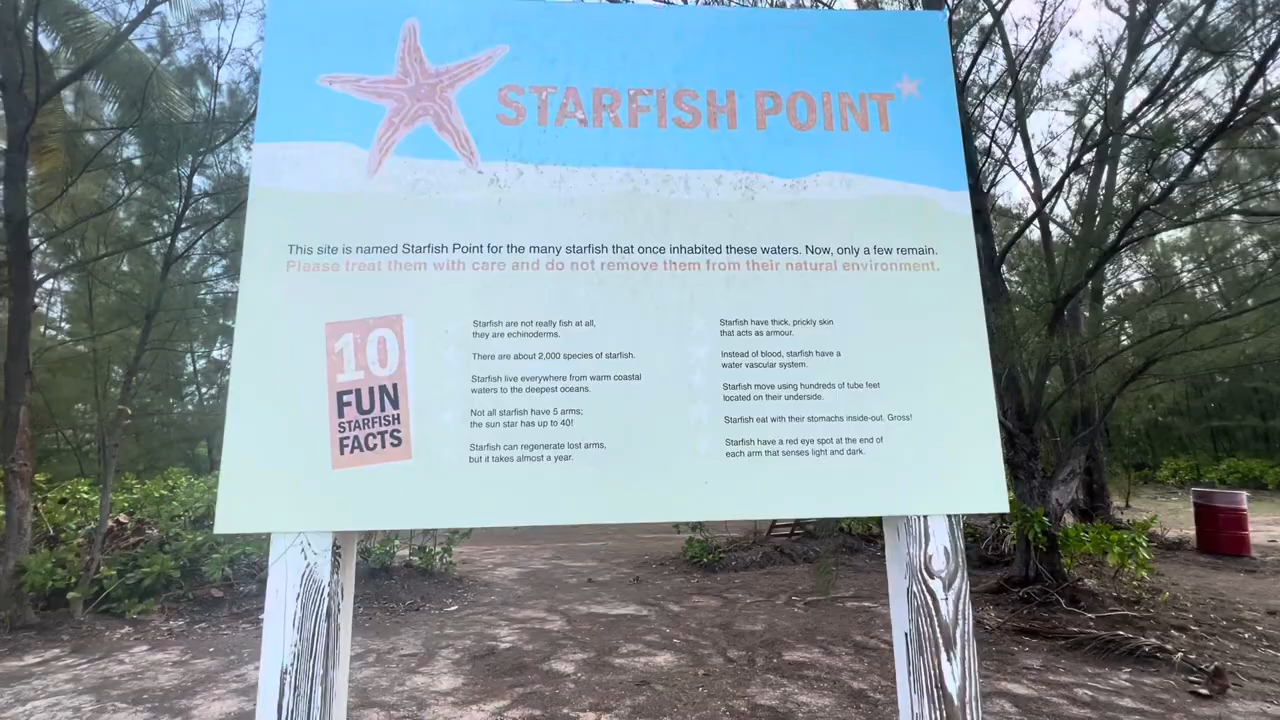 STARFISH POINT
This site is named Starfish Point for the many starfish that once inhabited these waters. Now, only a few remain.
Please treat them with care and do not remove them from their natural environment.
10
FUN
STARFISH
FACTS
Starfish are not really fish at all,
they are echinoderms.
There are about 2,000 species of starfish.
Starfish live everywhere from warm coastal
waters to the deepest oceans.
Not all starfish have 5 arms;
the sun star has up to 40!
Starfish can regenerate lost arms,
but it takes almost a year.
Starfish have thick, prickly skin
that acts as armour.
Instead of blood, starfish have a
water vascular system.
Starfish move using hundreds of tube feet
located on their underside.
Starfish eat with their stomachs inside-out. Gross!
Starfish have a red eye spot at the end of
each arm that senses light and dark.